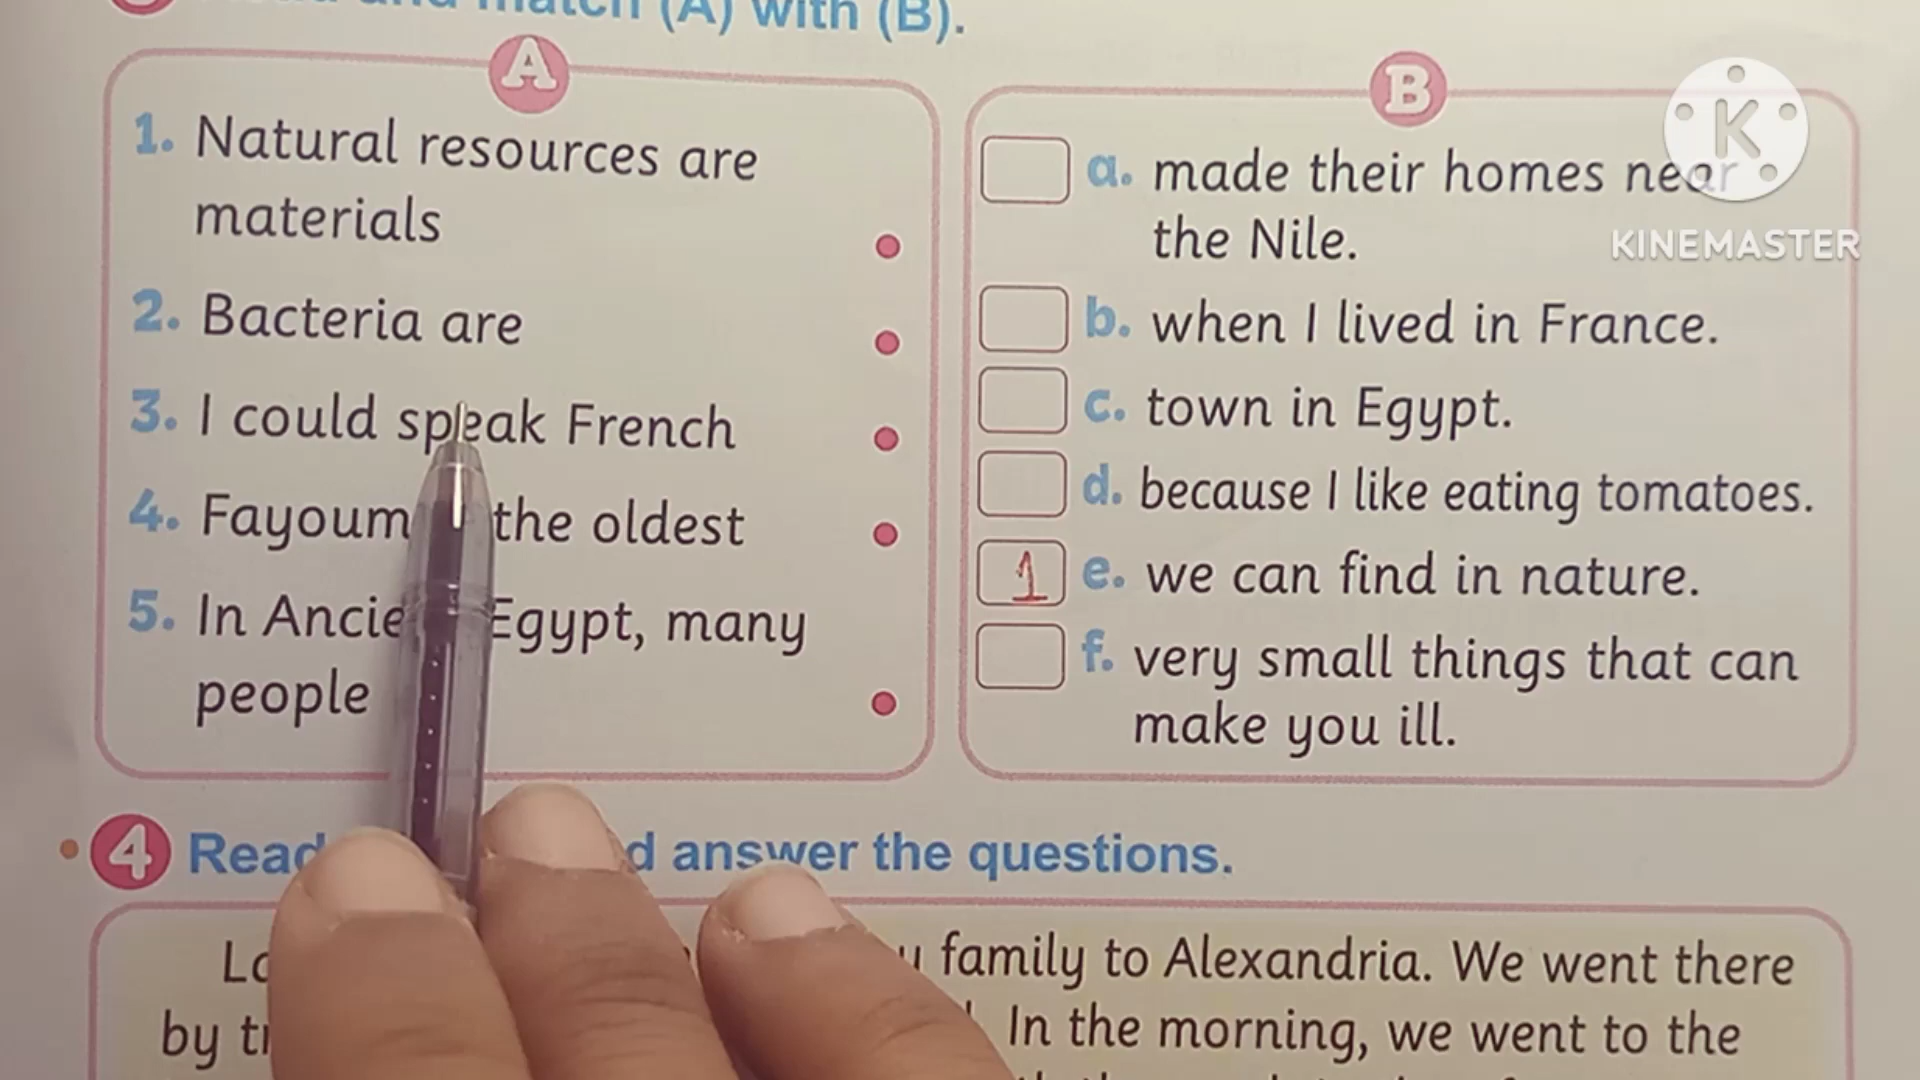 match (A) with (B).
A
1. Natural resources are
materials
2. Bacteria are
3. I could speak French
4. Fayoum the oldest
5. In Egypt, many
people
B
a. made their homes near
the Nile.
b. when I lived in France.
c. town in Egypt.
d. because I like eating tomatoes.
1 e. we can find in nature.
f. very small things that can
make you ill.
K
KINEMASTER
4 Read answer the questions.
family to Alexandria. We went there
by In the morning, we went to the